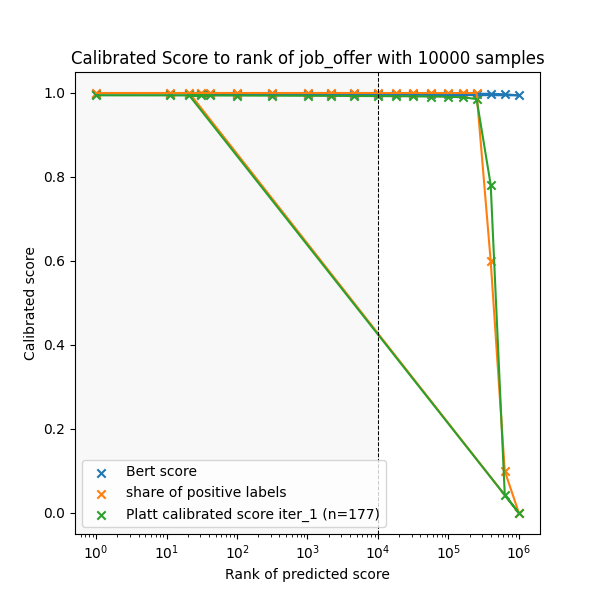 Calibrated Score to rank of job_offer with 10000 samples
1.0
0.8
0.6
0.4
0.2
0.0
Calibrated score
Bert score
share of positive labels
Platt calibrated score iter_1 (n=177)
10⁰ 10¹ 10² 10³ 10⁴ 10⁵ 10⁶
Rank of predicted score